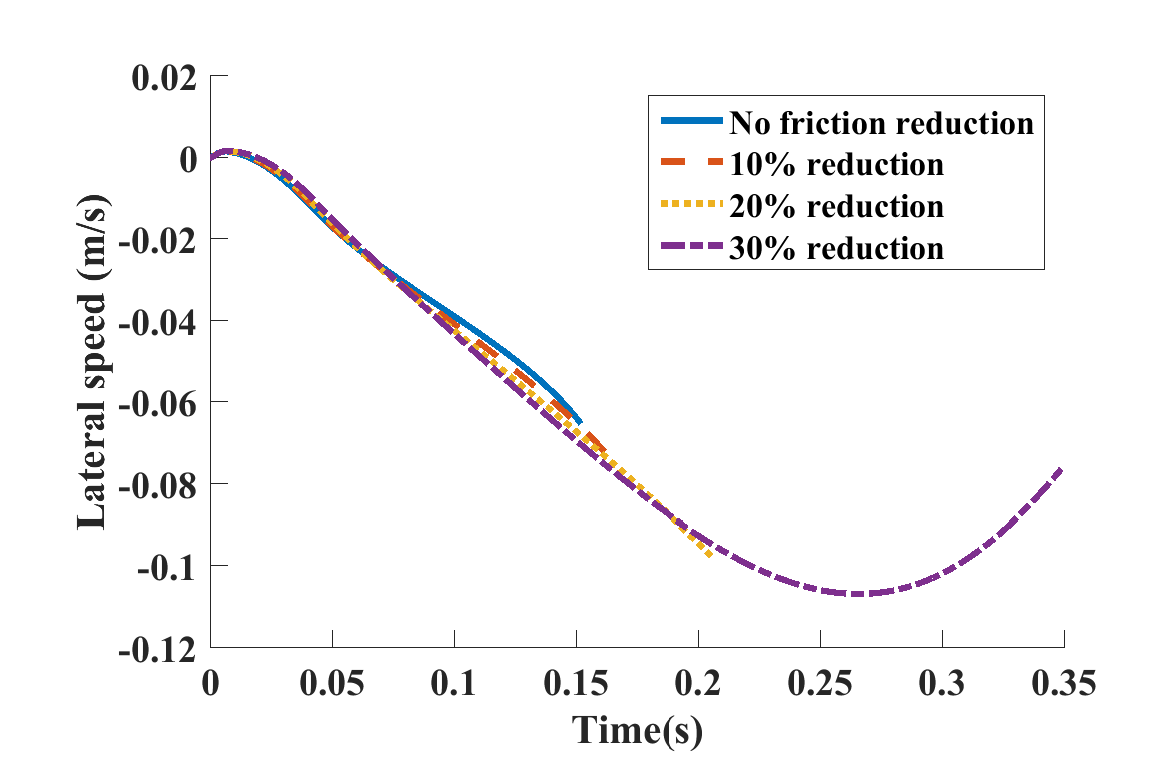 0.02
0
-0.02
-0.04
-0.06
-0.08
-0.1
-0.12
Lateral speed (m/s)
No friction reduction
10% reduction
20% reduction
30% reduction
0 0.05 0.1 0.15 0.2 0.25 0.3 0.35
Time(s)